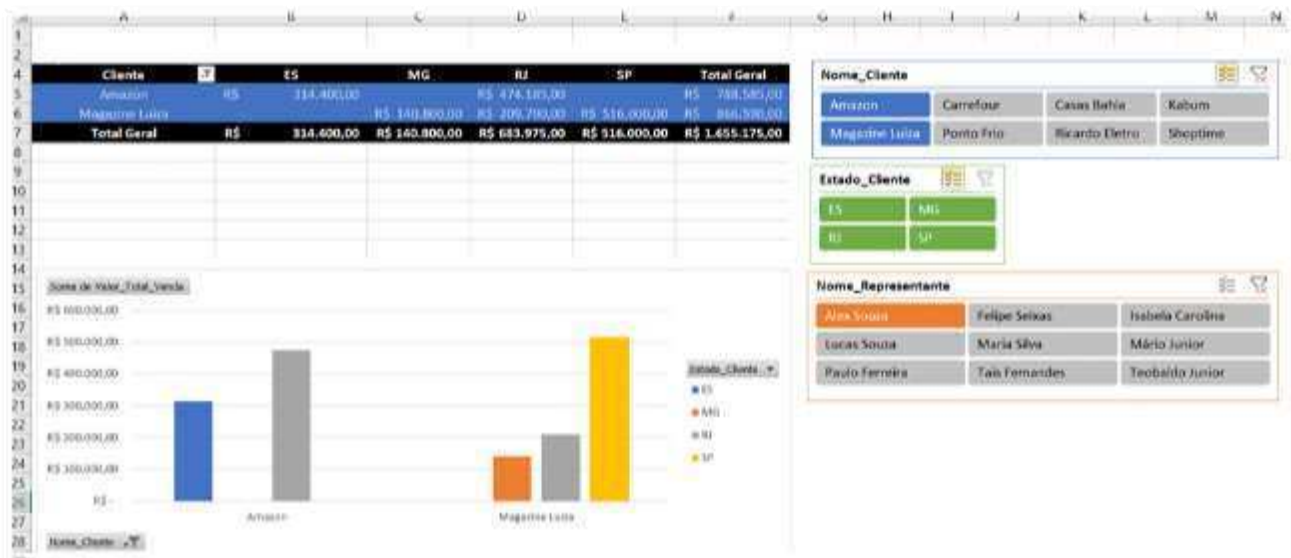 A B C D E F G H I J K L M N
1
2
4 Cliente ES MG RJ SP Total Geral
5 Amazon R$ 314.400,00 R$ 474.185,00 R$ 788.585,00
6 Magazine Luiza R$ 140.800,00 R$ 209.790,00 R$ 516.000,00 R$ 866.590,00
7 Total Geral R$ 314.400,00 R$ 140.800,00 R$ 683.975,00 R$ 516.000,00 R$ 1.655.175,00
8
9
10
11
12
13
14
15
16
17
18
19
20
21
22
23
24
25
26
27
28
Nome_Cliente
Amazon Carrefour Casas Bahia Kabum
Magazine Luiza Ponto Frio Ricardo Eletro Shoptime
Estado_Cliente
ES MG
RJ SP
Nome_Representante
Alex Souza Felipe Seixas Isabela Carolina
Lucas Souza Maria Silva Mário Junior
Paulo Ferreira Tais Fernandes Teobaldo Junior
Soma de Valor_Total_Venda
R$ 600.000,00
R$ 500.000,00
R$ 400.000,00
R$ 300.000,00
R$ 200.000,00
R$ 100.000,00
R$ -
Amazon Magazine Luiza
Estado_Cliente
ES
MG
RJ
SP
Nome_Cliente